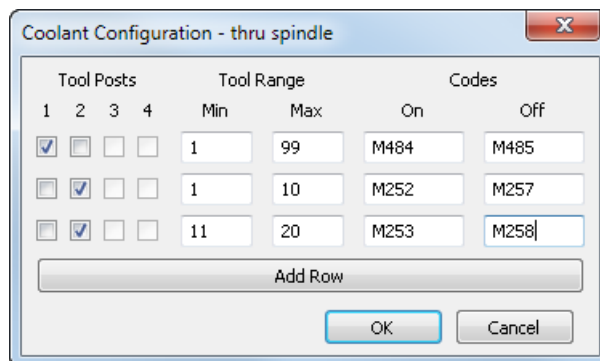 Coolant Configuration - thru spindle
Tool Posts Tool Range Codes
1 2 3 4 Min Max On Off
1 99 M484 M485
1 10 M252 M257
11 20 M253 M258
Add Row
OK Cancel